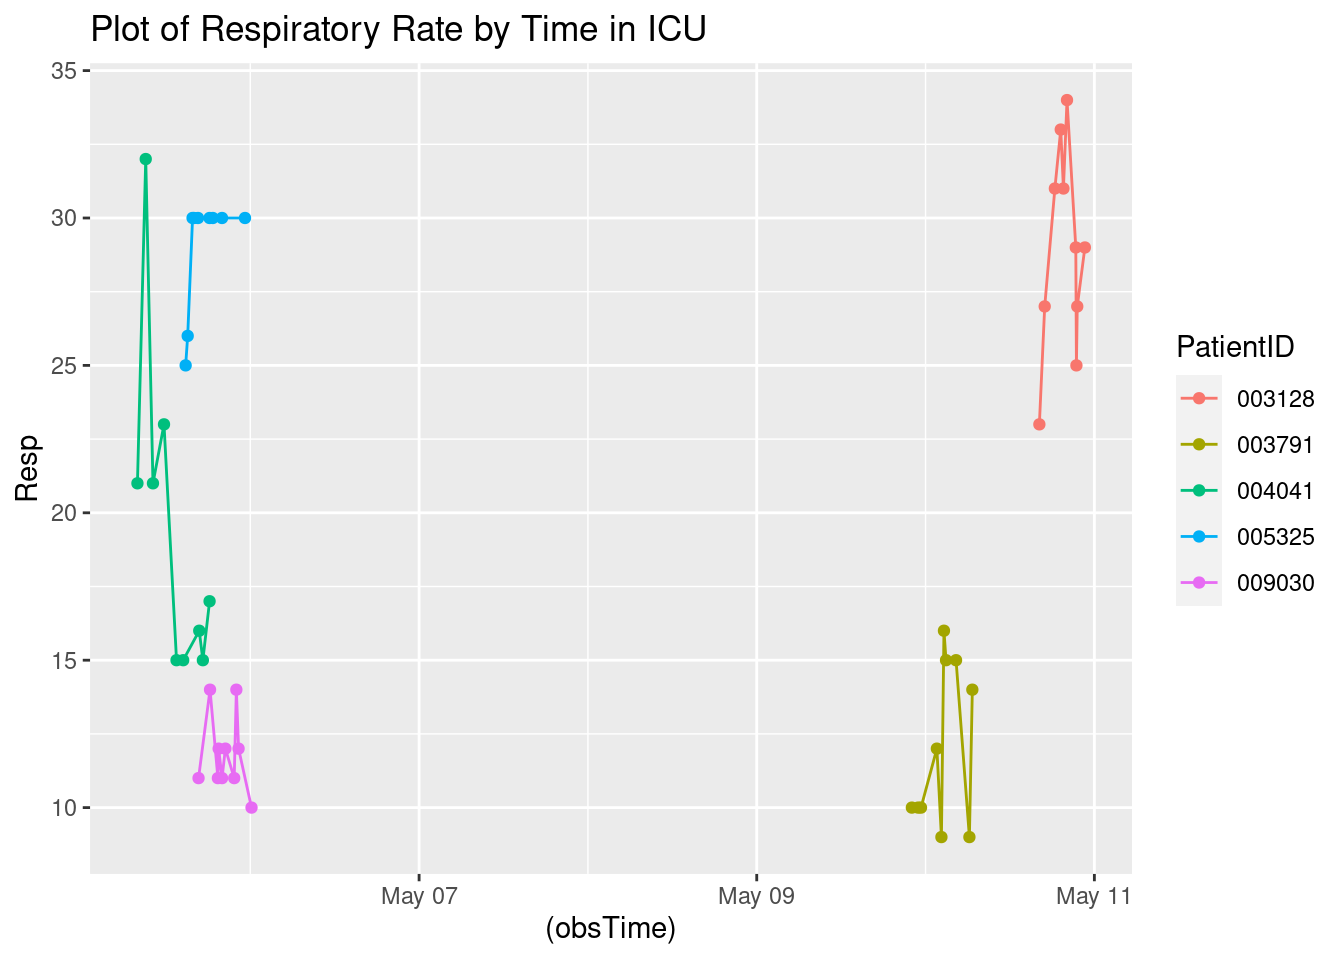 Plot of Respiratory Rate by Time in ICU
35
30
25
20
15
10
Resp
May 07
May 09
May 11
(obsTime)
PatientID
003128
003791
004041
005325
009030